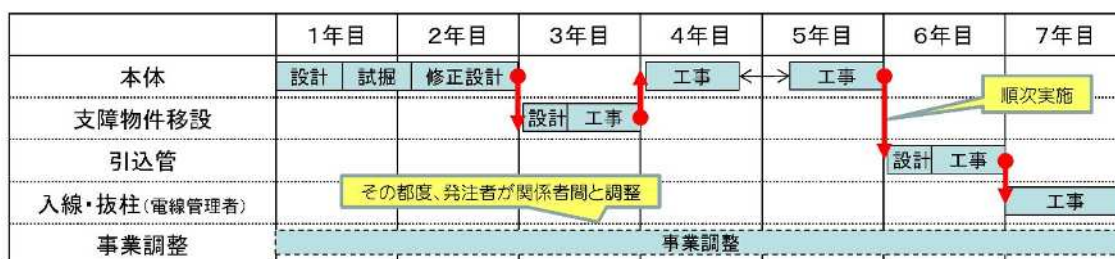 1年目 2年目 3年目 4年目 5年目 6年目 7年目
本体 設計 試掘 修正設計 工事 工事
順次実施
支障物件移設 設計 工事
引込管 設計 工事
その都度、発注者が関係者間と調整
入線・抜柱(電線管理者) 工事
事業調整 事業調整